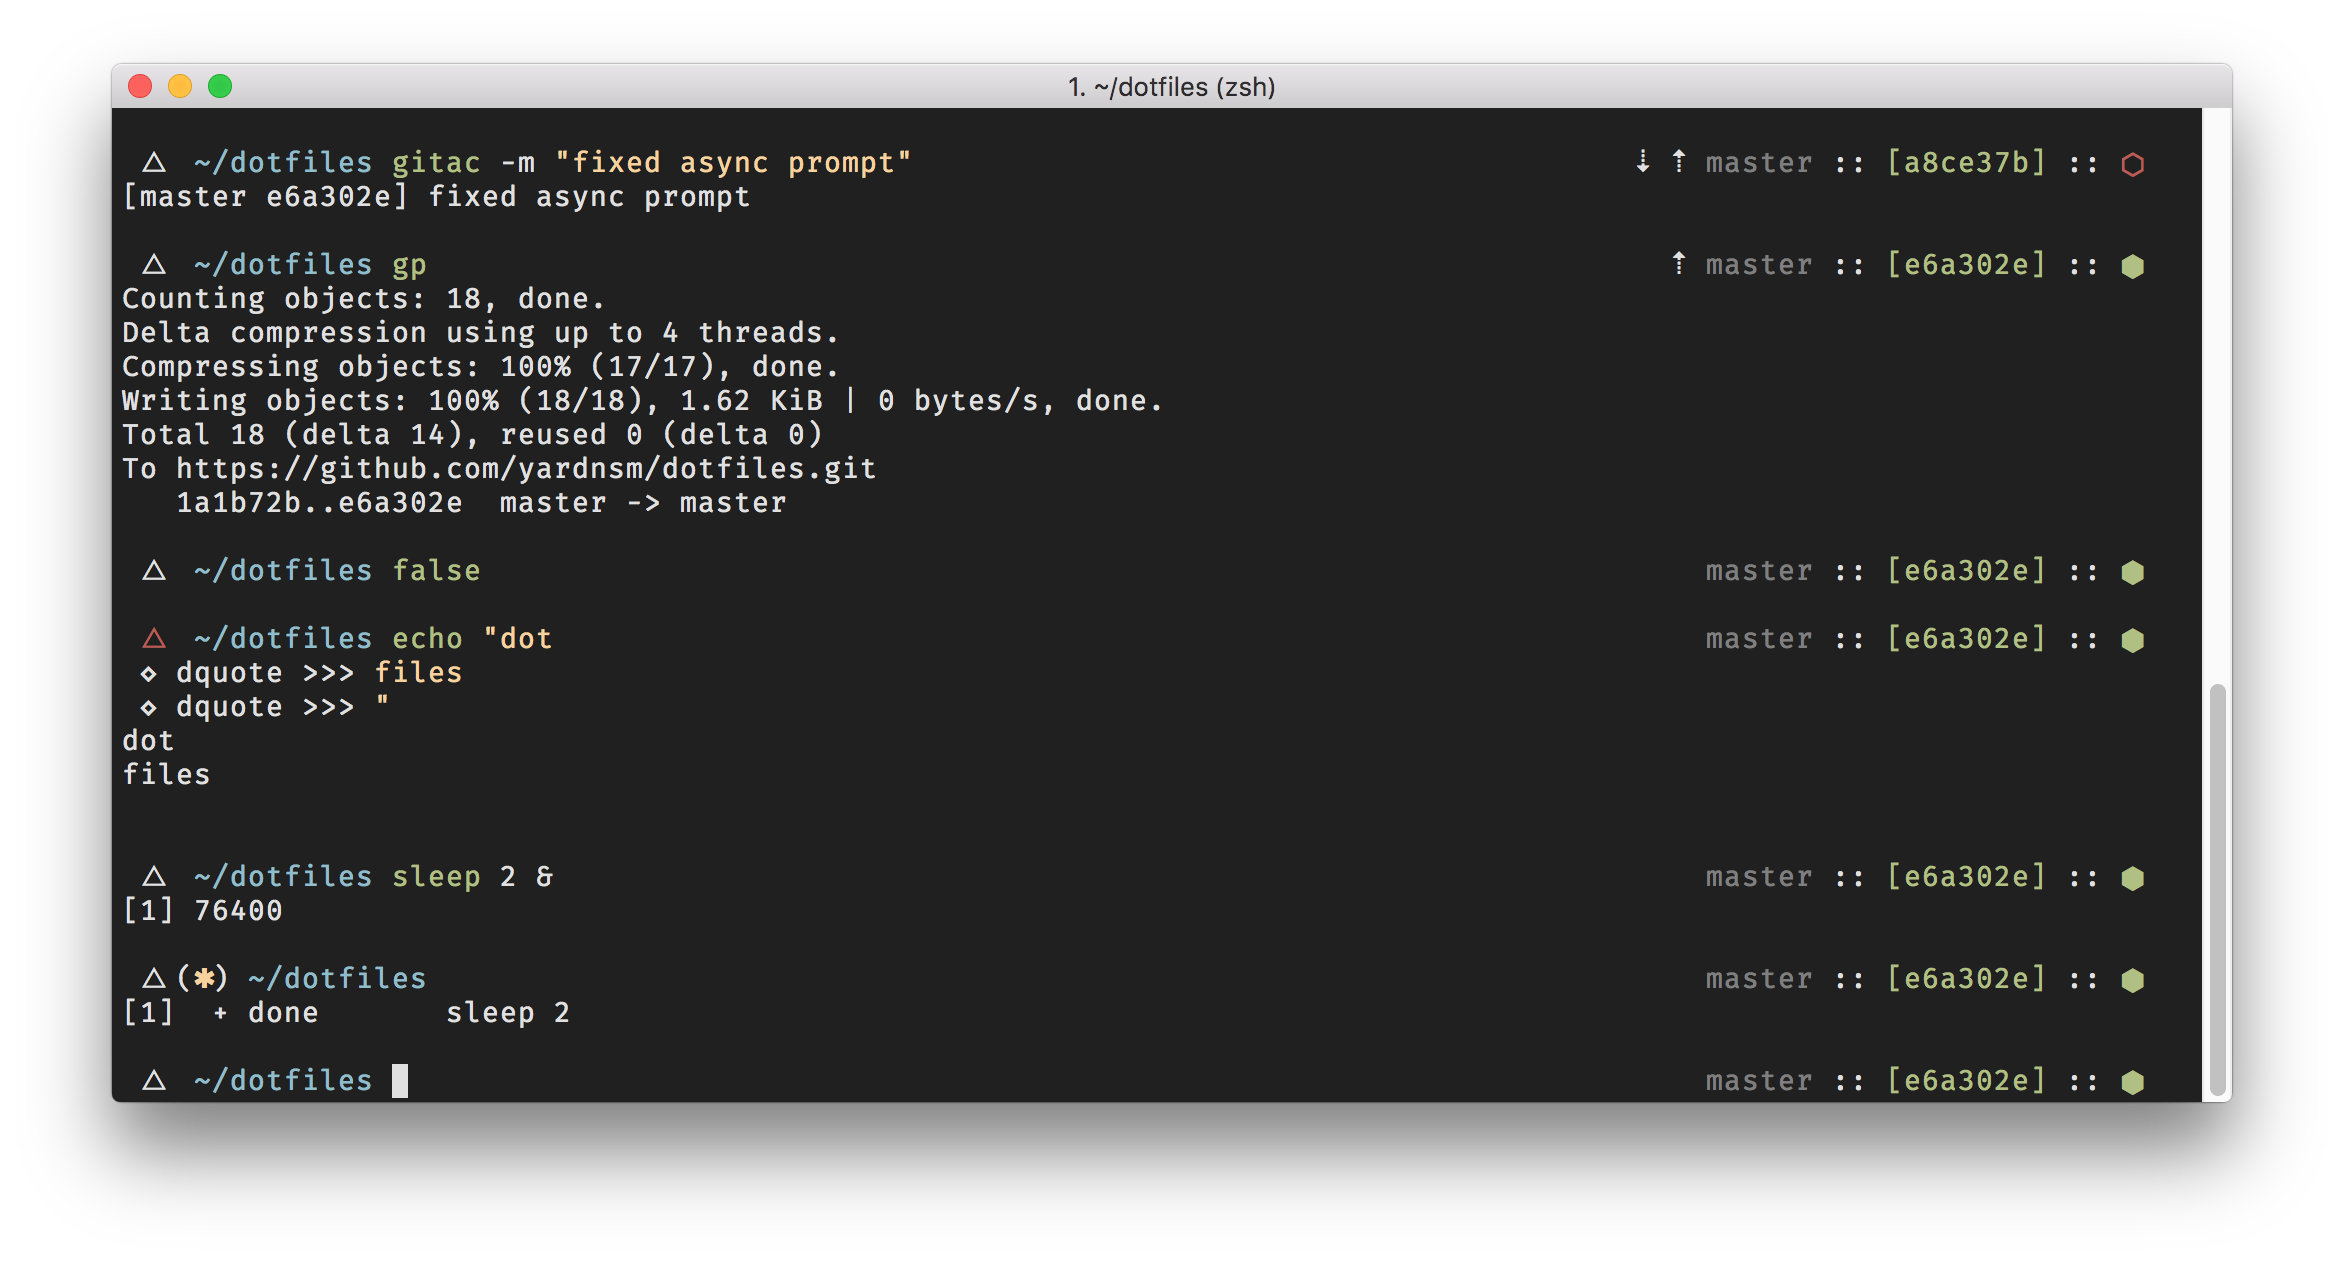 1. ~/dotfiles (zsh)
△ ~/dotfiles gitac -m "fixed async prompt" ⇣ ⇡ master :: [a8ce37b] :: ⬡
[master e6a302e] fixed async prompt
△ ~/dotfiles gp ⇡ master :: [e6a302e] :: ⬢
Counting objects: 18, done.
Delta compression using up to 4 threads.
Compressing objects: 100% (17/17), done.
Writing objects: 100% (18/18), 1.62 KiB | 0 bytes/s, done.
Total 18 (delta 14), reused 0 (delta 0)
To https://github.com/yardnsm/dotfiles.git
   1a1b72b..e6a302e  master -> master
△ ~/dotfiles false master :: [e6a302e] :: ⬢
△ ~/dotfiles echo "dot master :: [e6a302e] :: ⬢
⋄ dquote >>> files
⋄ dquote >>> "
dot
files
△ ~/dotfiles sleep 2 & master :: [e6a302e] :: ⬢
[1] 76400
△ (✱) ~/dotfiles master :: [e6a302e] :: ⬢
[1]  + done       sleep 2
△ ~/dotfiles master :: [e6a302e] :: ⬢